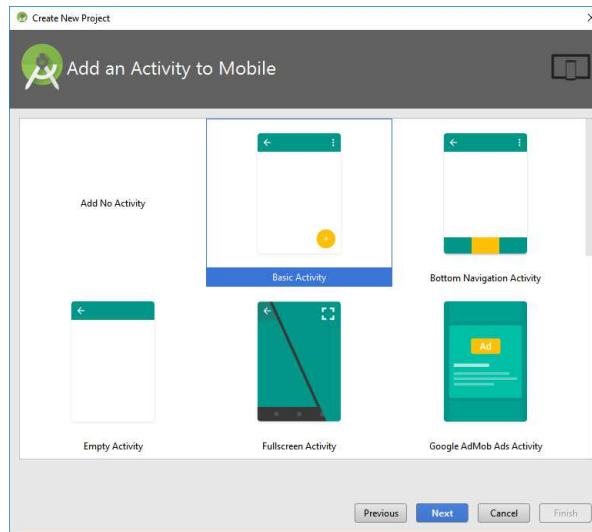 Create New Project
Add an Activity to Mobile
Add No Activity
Basic Activity
Bottom Navigation Activity
Ad
Empty Activity
Fullscreen Activity
Google AdMob Ads Activity
Previous
Next
Cancel
Finish